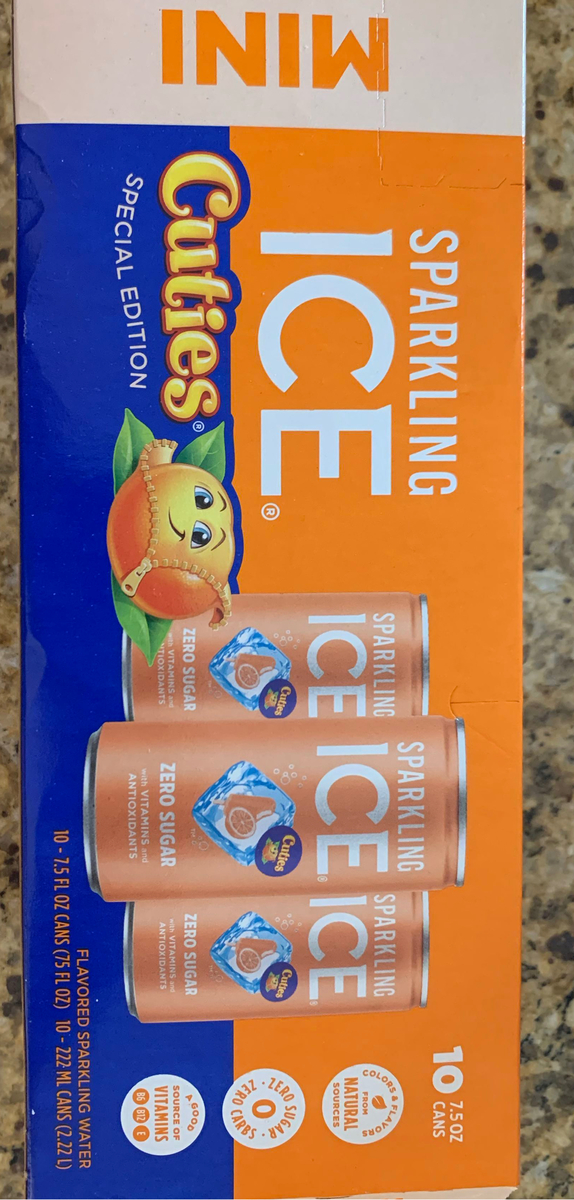 MINI
SPARKLING
ICE®
Cuties®
SPECIAL EDITION
SPARKLING
ICE
Cuties
ZERO SUGAR
with VITAMINS and
ANTIOXIDANTS
SPARKLING
ICE®
Cuties
ZERO SUGAR
with VITAMINS and
ANTIOXIDANTS
SPARKLING
ICE®
Cuties
ZERO SUGAR
with VITAMINS and
ANTIOXIDANTS
10 7.5 OZ
CANS
COLORS & FLAVORS
FROM
NATURAL
SOURCES
ZERO SUGAR •
0
ZERO CARBS •
A GOOD
SOURCE OF
VITAMINS
B6 B12 E
FLAVORED SPARKLING WATER
10 - 7.5 FL OZ CANS (75 FL OZ) 10 - 222 ML CANS (2.22 L)